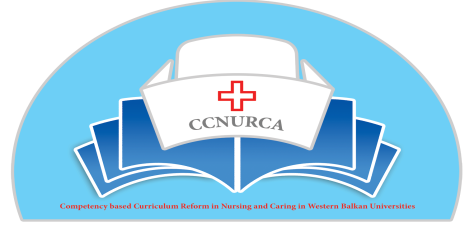 CCNURCA
Competency based Curriculum Reform in Nursing and Caring in Western Balkan Universities